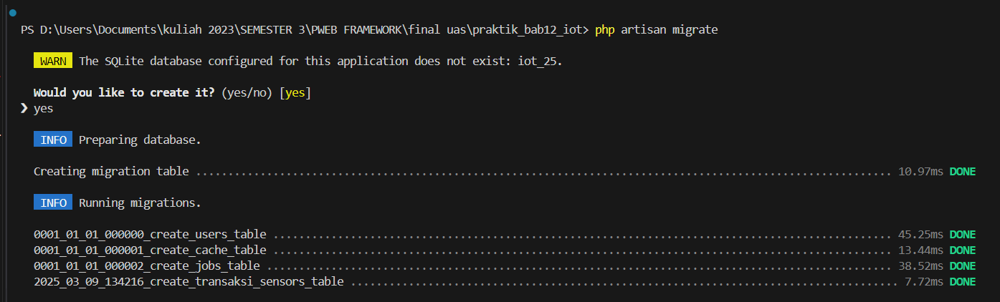 PS D:\Users\Documents\kuliah 2023\SEMESTER 3\PWEB FRAMEWORK\final uas\praktik_bab12_iot> php artisan migrate
WARN The SQLite database configured for this application does not exist: iot_25.
Would you like to create it? (yes/no) [yes]
❯ yes
INFO Preparing database.
Creating migration table ............................................................................................................ 10.97ms DONE
INFO Running migrations.
0001_01_01_000000_create_users_table ................................................................................................ 45.25ms DONE
0001_01_01_000001_create_cache_table ................................................................................................ 13.44ms DONE
0001_01_01_000002_create_jobs_table ................................................................................................. 38.52ms DONE
2025_03_09_134216_create_transaksi_sensors_table ..................................................................................... 7.72ms DONE